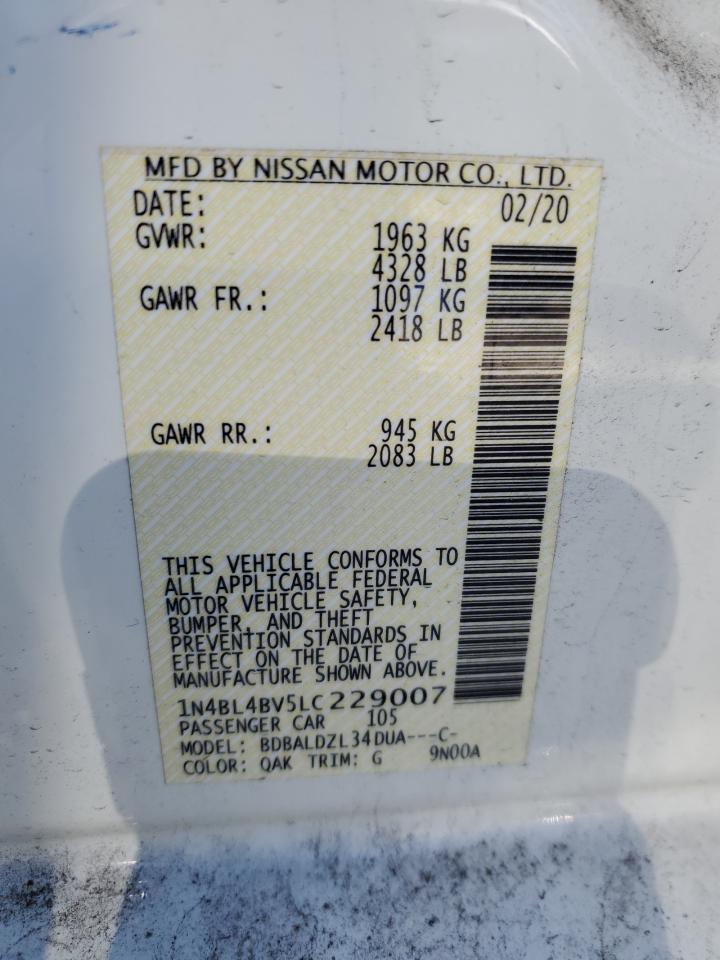 MFD BY NISSAN MOTOR CO., LTD.
DATE: 02/20
GVWR: 1963 KG
4328 LB
GAWR FR.: 1097 KG
2418 LB
GAWR RR.: 945 KG
2083 LB
THIS VEHICLE CONFORMS TO
ALL APPLICABLE FEDERAL
MOTOR VEHICLE SAFETY,
BUMPER, AND THEFT
PREVENTION STANDARDS IN
EFFECT ON THE DATE OF
MANUFACTURE SHOWN ABOVE.
1N4BL4BV5LC229007
PASSENGER CAR 105
MODEL: BDBALDZL34DUA---C-
COLOR: QAK TRIM: G 9N00A